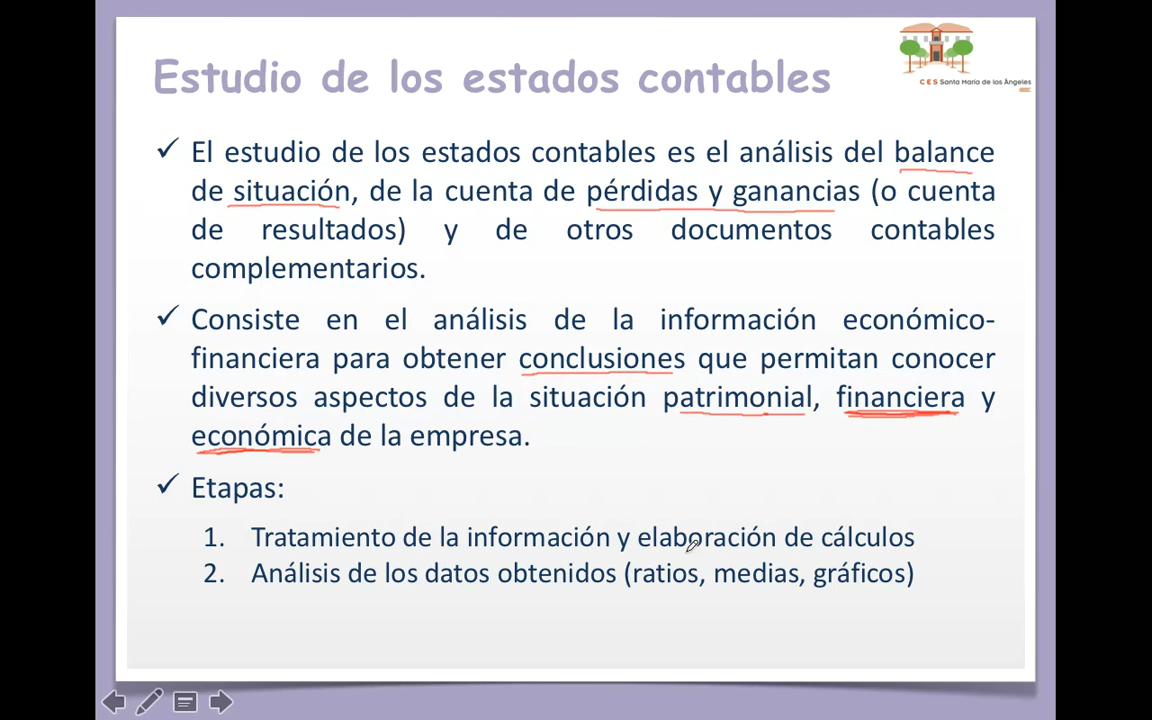 Estudio de los estados contables
C E S Santa María de los Ángeles
✓ El estudio de los estados contables es el análisis del balance
de situación, de la cuenta de pérdidas y ganancias (o cuenta
de resultados) y de otros documentos contables
complementarios.
✓ Consiste en el análisis de la información económico-
financiera para obtener conclusiones que permitan conocer
diversos aspectos de la situación patrimonial, financiera y
económica de la empresa.
✓ Etapas:
1. Tratamiento de la información y elaboración de cálculos
2. Análisis de los datos obtenidos (ratios, medias, gráficos)